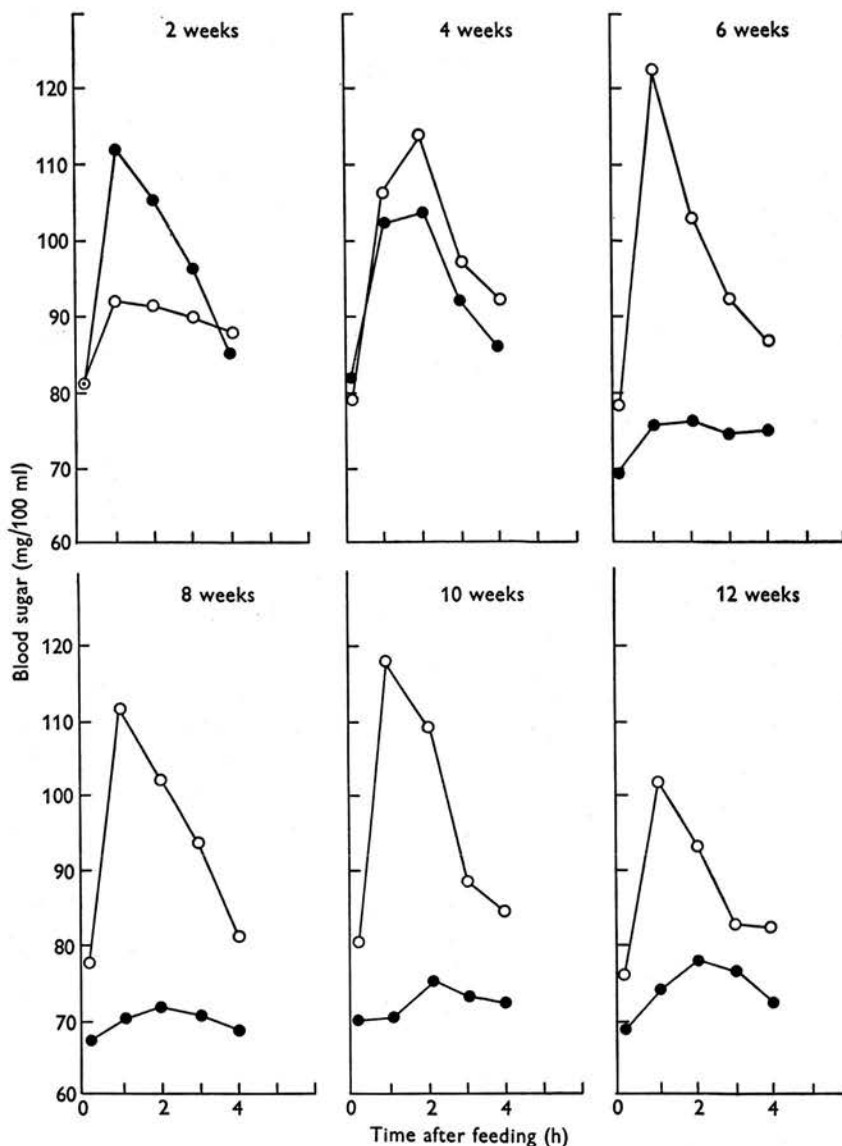 2 weeks
4 weeks
6 weeks
120
110
100
90
80
70
60
Blood sugar (mg/100 ml)
8 weeks
10 weeks
12 weeks
120
110
100
90
80
70
60
0 2 4
0 2 4
0 2 4
Time after feeding (h)